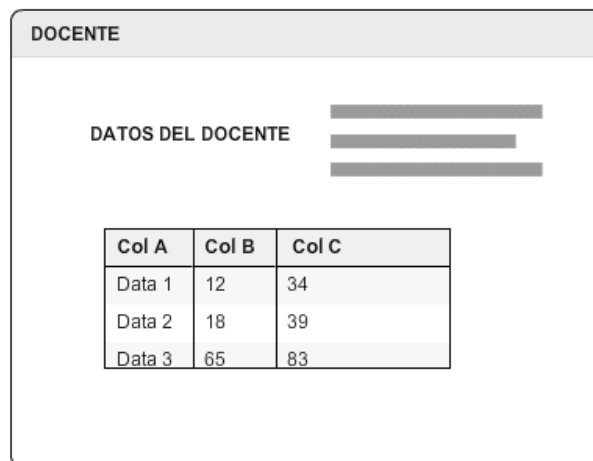 DOCENTE
DATOS DEL DOCENTE
Col A Col B Col C
Data 1 12 34
Data 2 18 39
Data 3 65 83